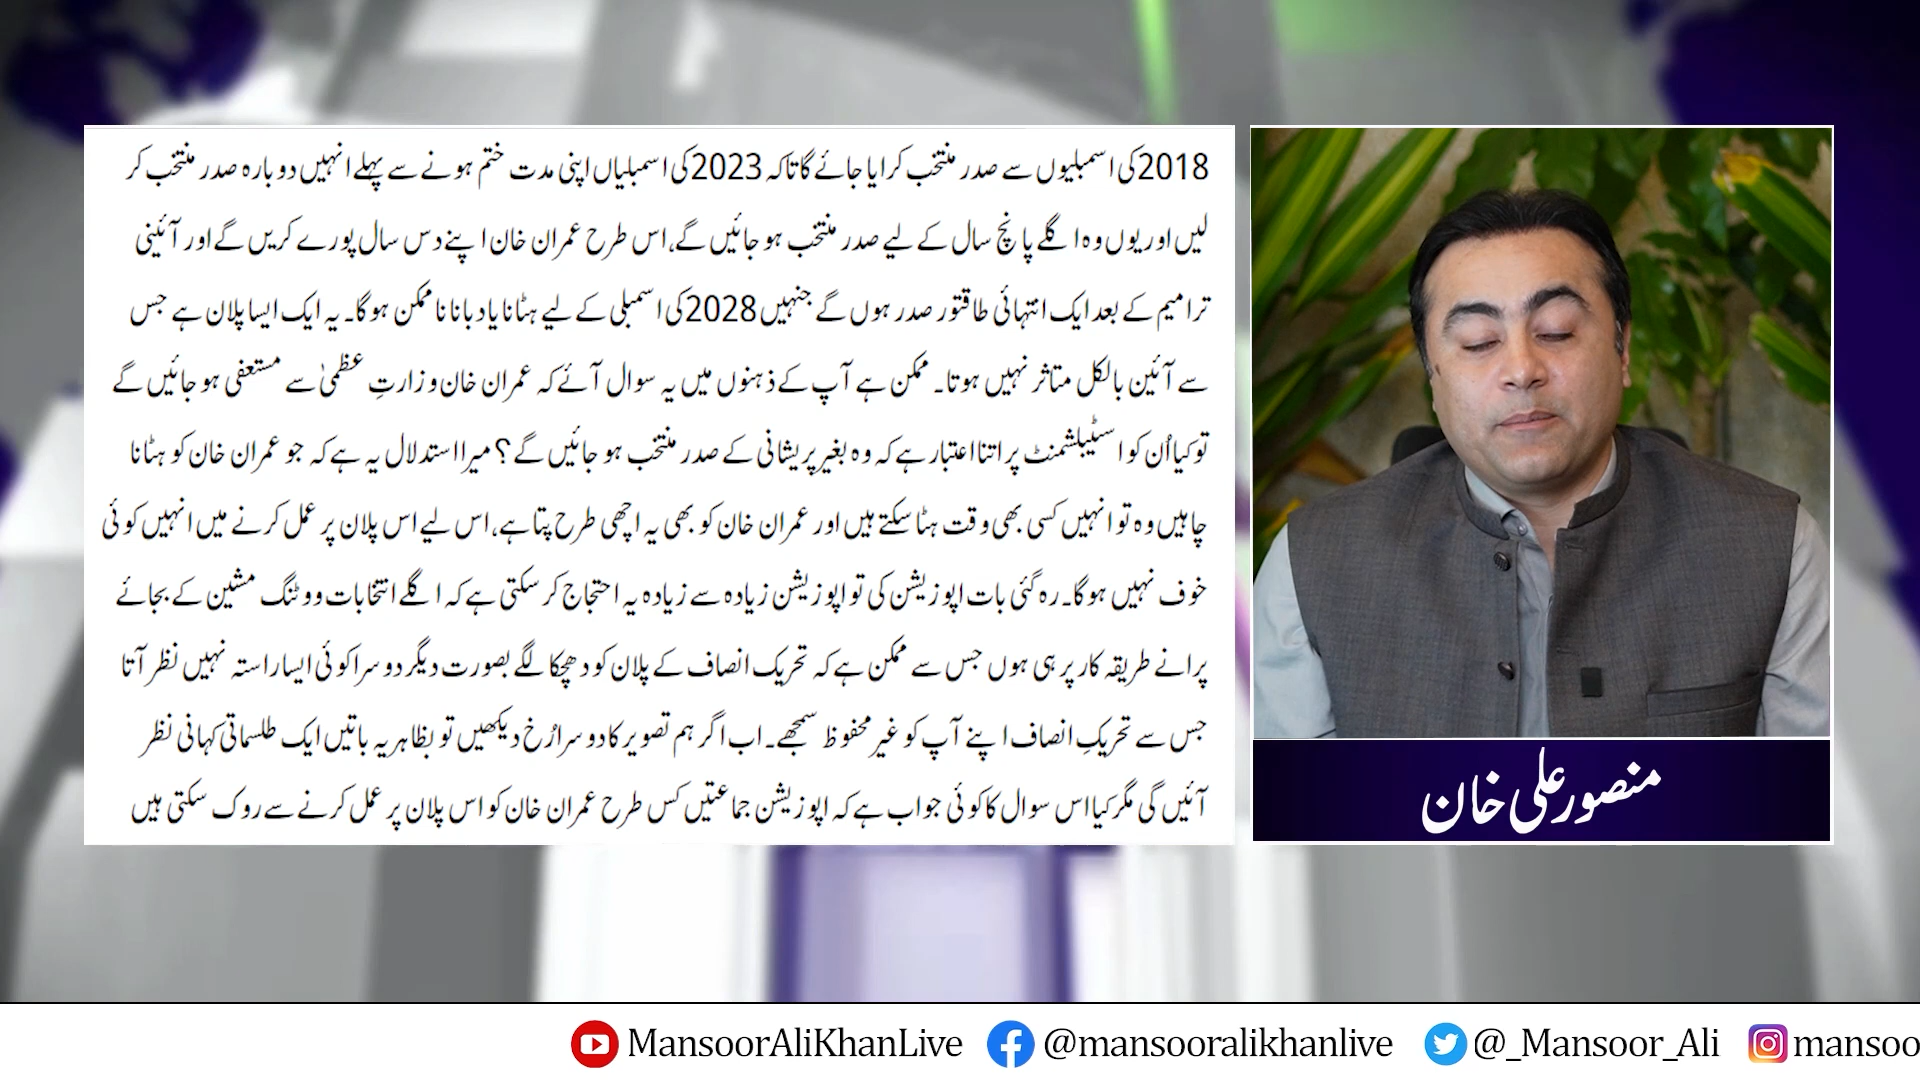 2018 کی اسمبلیوں سے صدر منتخب کرایا جائے گا تاکہ 2023 کی اسمبلیاں اپنی مدت ختم ہونے سے پہلے انہیں دوبارہ صدر منتخب کر
لیں اور یوں وہ اگلے پانچ سال کے لیے صدر منتخب ہو جائیں گے، اس طرح عمران خان اپنے دس سال پورے کریں گے اور آئینی
ترامیم کے بعد ایک انتہائی طاقتور صدر ہوں گے جنہیں 2028 کی اسمبلی کے لیے ہٹانا یا دبانا نا ممکن ہوگا۔ یہ ایک ایسا پلان ہے جس
سے آئین بالکل متاثر نہیں ہوتا۔ ممکن ہے آپ کے ذہنوں میں یہ سوال آئے کہ عمران خان وزارتِ عظمیٰ سے مستعفی ہو جائیں گے
تو کیا اُن کو اسٹیبلشمنٹ پر اتنا اعتبار ہے کہ وہ بغیر پریشانی کے صدر منتخب ہو جائیں گے؟ میرا استدلال یہ ہے کہ جو عمران خان کو ہٹانا
چاہیں وہ تو انہیں کسی بھی وقت ہٹا سکتے ہیں اور عمران خان کو بھی یہ اچھی طرح پتا ہے، اس لیے اس پلان پر عمل کرنے میں انہیں کوئی
خوف نہیں ہوگا۔ رہ گئی بات اپوزیشن کی تو اپوزیشن زیادہ سے زیادہ یہ احتجاج کر سکتی ہے کہ اگلے انتخابات ووٹنگ مشین کے بجائے
پرانے طریقہ کار پر ہی ہوں جس سے ممکن ہے کہ تحریک انصاف کے پلان کو دھچکا لگے بصورت دیگر دوسرا کوئی ایسا راستہ نہیں نظر آتا
جس سے تحریکِ انصاف اپنے آپ کو غیر محفوظ سمجھے۔ اب اگر ہم تصویر کا دوسرا رُخ دیکھیں تو بظاہر یہ باتیں ایک طلسماتی کہانی نظر
آئیں گی مگر کیا اس سوال کا کوئی جواب ہے کہ اپوزیشن جماعتیں کس طرح عمران خان کو اس پلان پر عمل کرنے سے روک سکتی ہیں
منصور علی خان
MansoorAliKhanLive @mansooralikhanlive @_Mansoor_Ali mansoo